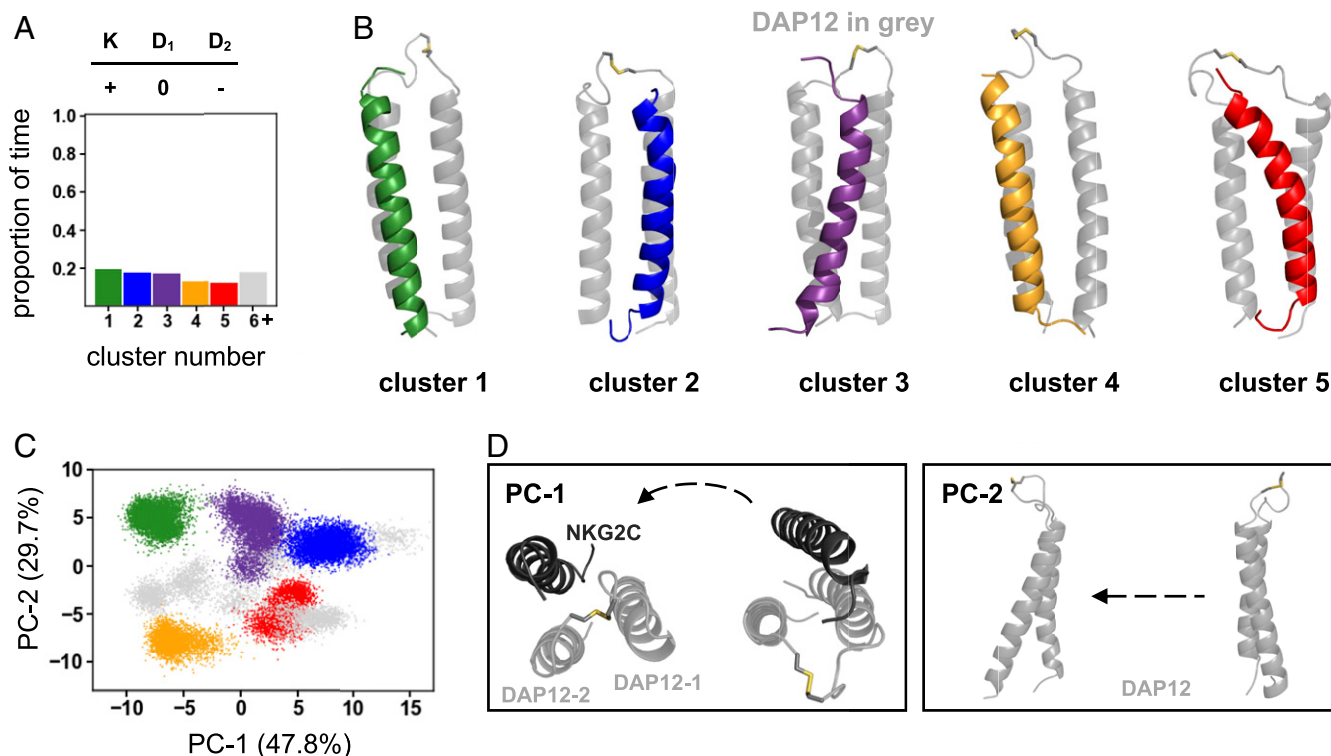 A
K D₁ D₂
+ 0 -
1.0
0.8
0.6
0.4
0.2
proportion of time
1 2 3 4 5 6+
cluster number
B
DAP12 in grey
cluster 1 cluster 2 cluster 3 cluster 4 cluster 5
C
10
5
0
−5
−10
PC-2 (29.7%)
−10 −5 0 5 10 15
PC-1 (47.8%)
D
PC-1
NKG2C
DAP12-2 DAP12-1
PC-2
DAP12